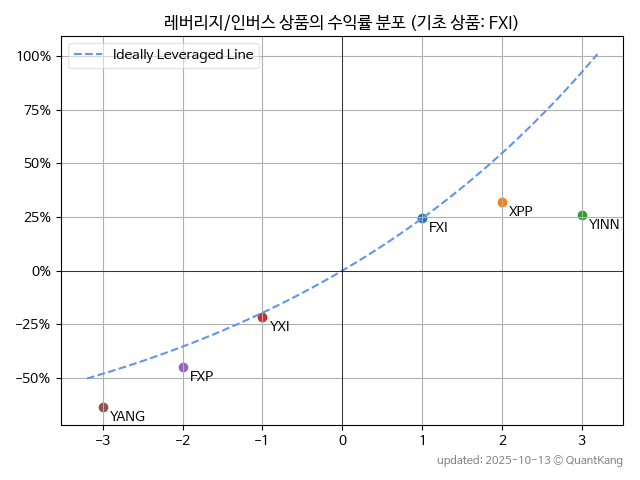 레버리지/인버스 상품의 수익률 분포 (기초 상품: FXI)
100%
75%
50%
25%
0%
−25%
−50%
Ideally Leveraged Line
XPP
YINN
FXI
YXI
FXP
YANG
−3 −2 −1 0 1 2 3
updated: 2025-10-13 © QuantKang